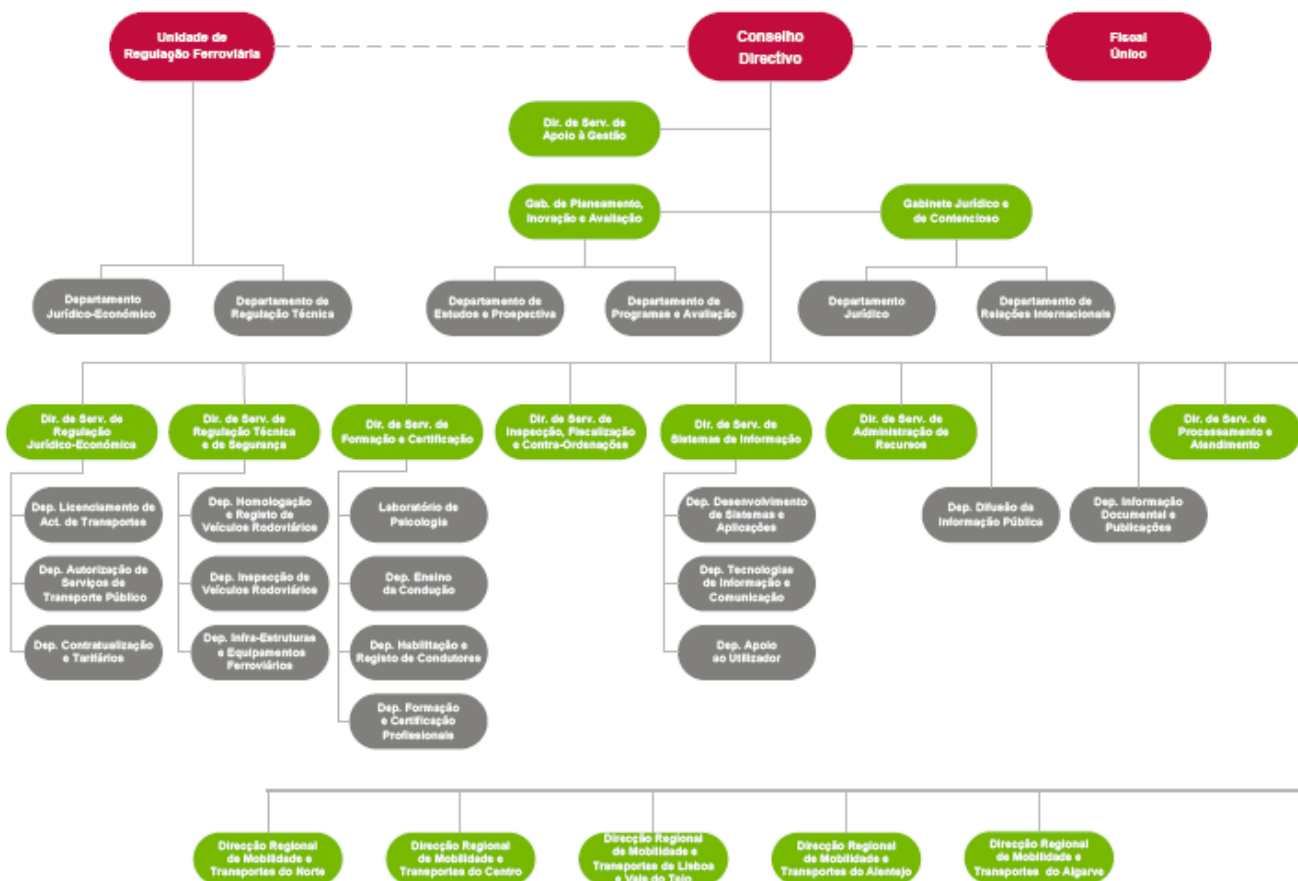 Unidade de
Regulação Ferroviária
Conselho
Directivo
Fiscal
Único
Dir. de Serv. de
Apoio à Gestão
Gab. de Planeamento,
Inovação e Avaliação
Gabinete Jurídico e
de Contencioso
Departamento
Jurídico-Económico
Departamento de
Regulação Técnica
Departamento de
Estudos e Prospectiva
Departamento de
Programas e Avaliação
Departamento
Jurídico
Departamento de
Relações Internacionais
Dir. de Serv. de
Regulação
Jurídico-Económica
Dir. de Serv. de
Regulação Técnica
e de Segurança
Dir. de Serv. de
Formação e Certificação
Dir. de Serv. de
Inspecção, Fiscalização
e Contra-Ordenações
Dir. de Serv. de
Sistemas de Informação
Dir. de Serv. de
Administração de
Recursos
Dir. de Serv. de
Processamento e
Atendimento
Dep. Licenciamento de
Act. de Transportes
Dep. Homologação
e Registo de
Veículos Rodoviários
Laboratório de
Psicologia
Dep. Desenvolvimento
de Sistemas e
Aplicações
Dep. Difusão da
Informação Pública
Dep. Informação
Documental e
Publicações
Dep. Autorização de
Serviços de
Transporte Público
Dep. Inspecção de
Veículos Rodoviários
Dep. Ensino
da Condução
Dep. Tecnologias
de Informação e
Comunicação
Dep. Contratualização
e Tarifários
Dep. Infra-Estruturas
e Equipamentos
Ferroviários
Dep. Habilitação e
Registo de Condutores
Dep. Apoio
ao Utilizador
Dep. Formação
e Certificação
Profissionais
Direcção Regional
de Mobilidade e
Transportes do Norte
Direcção Regional
de Mobilidade e
Transportes do Centro
Direcção Regional
de Mobilidade e
Transportes de Lisboa
e Vale do Tejo
Direcção Regional
de Mobilidade e
Transportes do Alentejo
Direcção Regional
de Mobilidade e
Transportes do Algarve